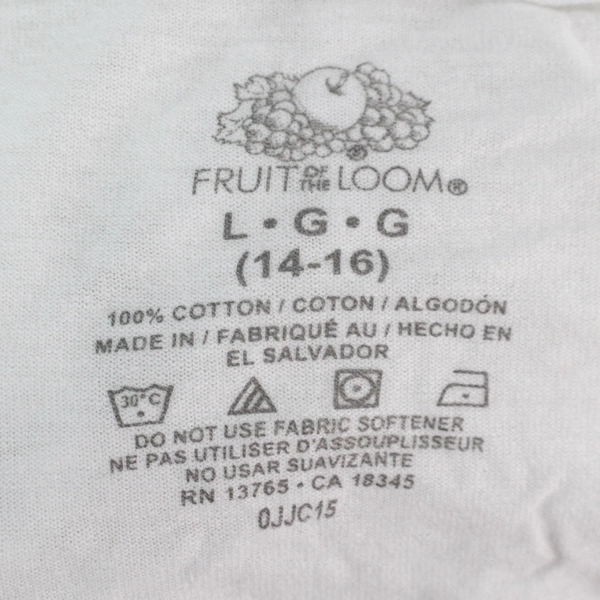 FRUIT OF THE LOOM®
L • G • G
(14-16)
100% COTTON / COTON / ALGODÓN
MADE IN / FABRIQUÉ AU / HECHO EN
EL SALVADOR
30°C
DO NOT USE FABRIC SOFTENER
NE PAS UTILISER D'ASSOUPLISSEUR
NO USAR SUAVIZANTE
RN 13765 • CA 18345
0JJC15